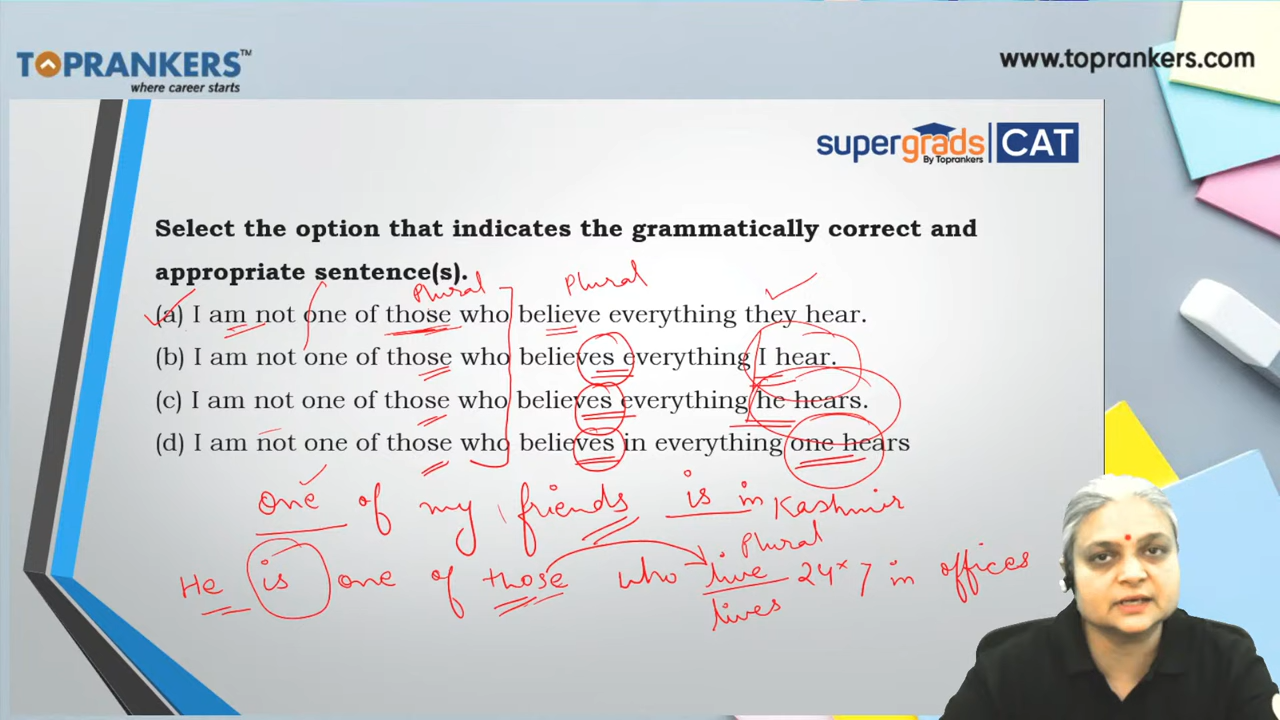 TOPRANKERS™
where career starts
www.toprankers.com
supergrads | CAT
By Toprankers
Select the option that indicates the grammatically correct and
appropriate sentence(s).
Plural Plural
(a) I am not one of those who believe everything they hear.
(b) I am not one of those who believes everything I hear.
(c) I am not one of those who believes everything he hears.
(d) I am not one of those who believes in everything one hears
one of my friends is in Kashmir
Plural
He is one of those who live 24x7 in offices
lives